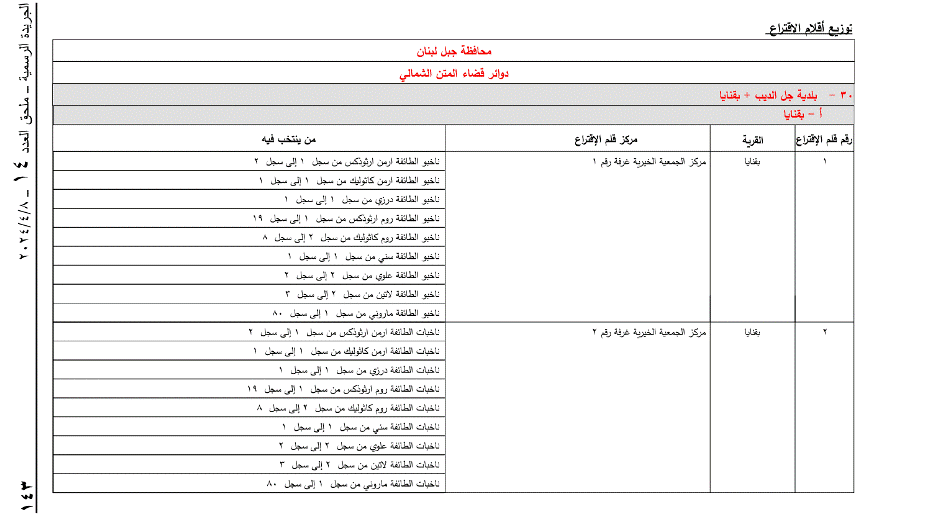 الجريدة الرسمية – ملحق العدد ١٤ – ٢٠٢٤/٤/٨
توزيع أقلام الاقتراع
محافظة جبل لبنان
دوائر قضاء المتن الشمالي
٣٠ - بلدية جل الديب + بقنايا
أ - بقنايا
رقم قلم الإقتراع القرية مركز قلم الإقتراع من ينتخب فيه
١ بقنايا مركز الجمعية الخيرية غرفة رقم ١ ناخبو الطائفة ارمن ارثوذكس من سجل ١ إلى سجل ٢
ناخبو الطائفة ارمن كاثوليك من سجل ١ إلى سجل ١
ناخبو الطائفة درزي من سجل ١ إلى سجل ١
ناخبو الطائفة روم ارثوذكس من سجل ١ إلى سجل ١٩
ناخبو الطائفة روم كاثوليك من سجل ٢ إلى سجل ٨
ناخبو الطائفة سني من سجل ١ إلى سجل ١
ناخبو الطائفة علوي من سجل ٢ إلى سجل ٢
ناخبو الطائفة لاتين من سجل ٢ إلى سجل ٣
ناخبو الطائفة ماروني من سجل ١ إلى سجل ٨٠
٢ بقنايا مركز الجمعية الخيرية غرفة رقم ٢ ناخبات الطائفة ارمن ارثوذكس من سجل ١ إلى سجل ٢
ناخبات الطائفة ارمن كاثوليك من سجل ١ إلى سجل ١
ناخبات الطائفة درزي من سجل ١ إلى سجل ١
ناخبات الطائفة روم ارثوذكس من سجل ١ إلى سجل ١٩
ناخبات الطائفة روم كاثوليك من سجل ٢ إلى سجل ٨
ناخبات الطائفة سني من سجل ١ إلى سجل ١
ناخبات الطائفة علوي من سجل ٢ إلى سجل ٢
ناخبات الطائفة لاتين من سجل ٢ إلى سجل ٣
ناخبات الطائفة ماروني من سجل ١ إلى سجل ٨٠
١٤٣